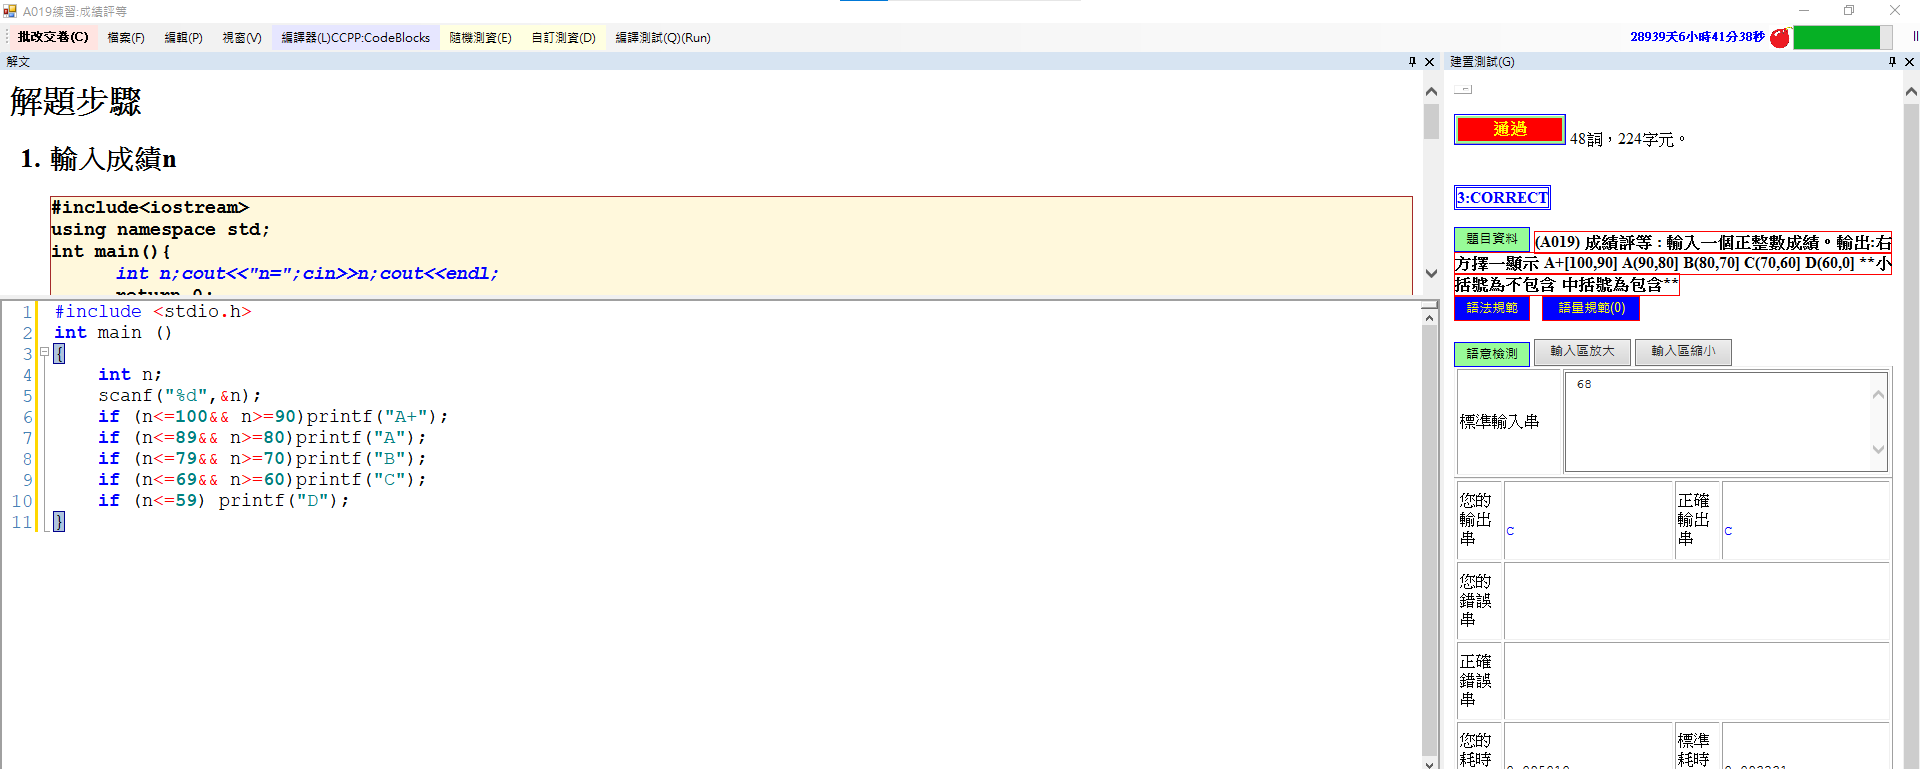 A019練習:成績評等
批改交卷(C) 檔案(F) 編輯(P) 視窗(V) 編譯器(L)CCPP:CodeBlocks 隨機測資(E) 自訂測資(D) 編譯測試(Q)(Run) 28939天6小時41分38秒
解文
解題步驟
1. 輸入成績n
#include<iostream>
using namespace std;
int main(){
int n;cout<<"n=";cin>>n;cout<<endl;
return 0;
1 #include <stdio.h>
2 int main ()
3 {
4 int n;
5 scanf("%d",&n);
6 if (n<=100&& n>=90)printf("A+");
7 if (n<=89&& n>=80)printf("A");
8 if (n<=79&& n>=70)printf("B");
9 if (n<=69&& n>=60)printf("C");
10 if (n<=59) printf("D");
11 }
建置測試(G)
通過 48詞，224字元。
3:CORRECT
題目資料 (A019) 成績評等 : 輸入一個正整數成績。輸出:右
方擇一顯示 A+[100,90] A(90,80] B(80,70] C(70,60] D(60,0] **小
括號為不包含 中括號為包含**
語法規範 語量規範(0)
語意檢測 輸入區放大 輸入區縮小
標準輸入串 68
您的
輸出
串
C
正確
輸出
串
C
您的
錯誤
串
正確
錯誤
串
您的
耗時
標準
耗時